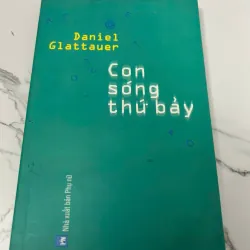 Daniel
Glattauer
Con
sóng
thứ bảy
Nhà xuất bản Phụ nữ